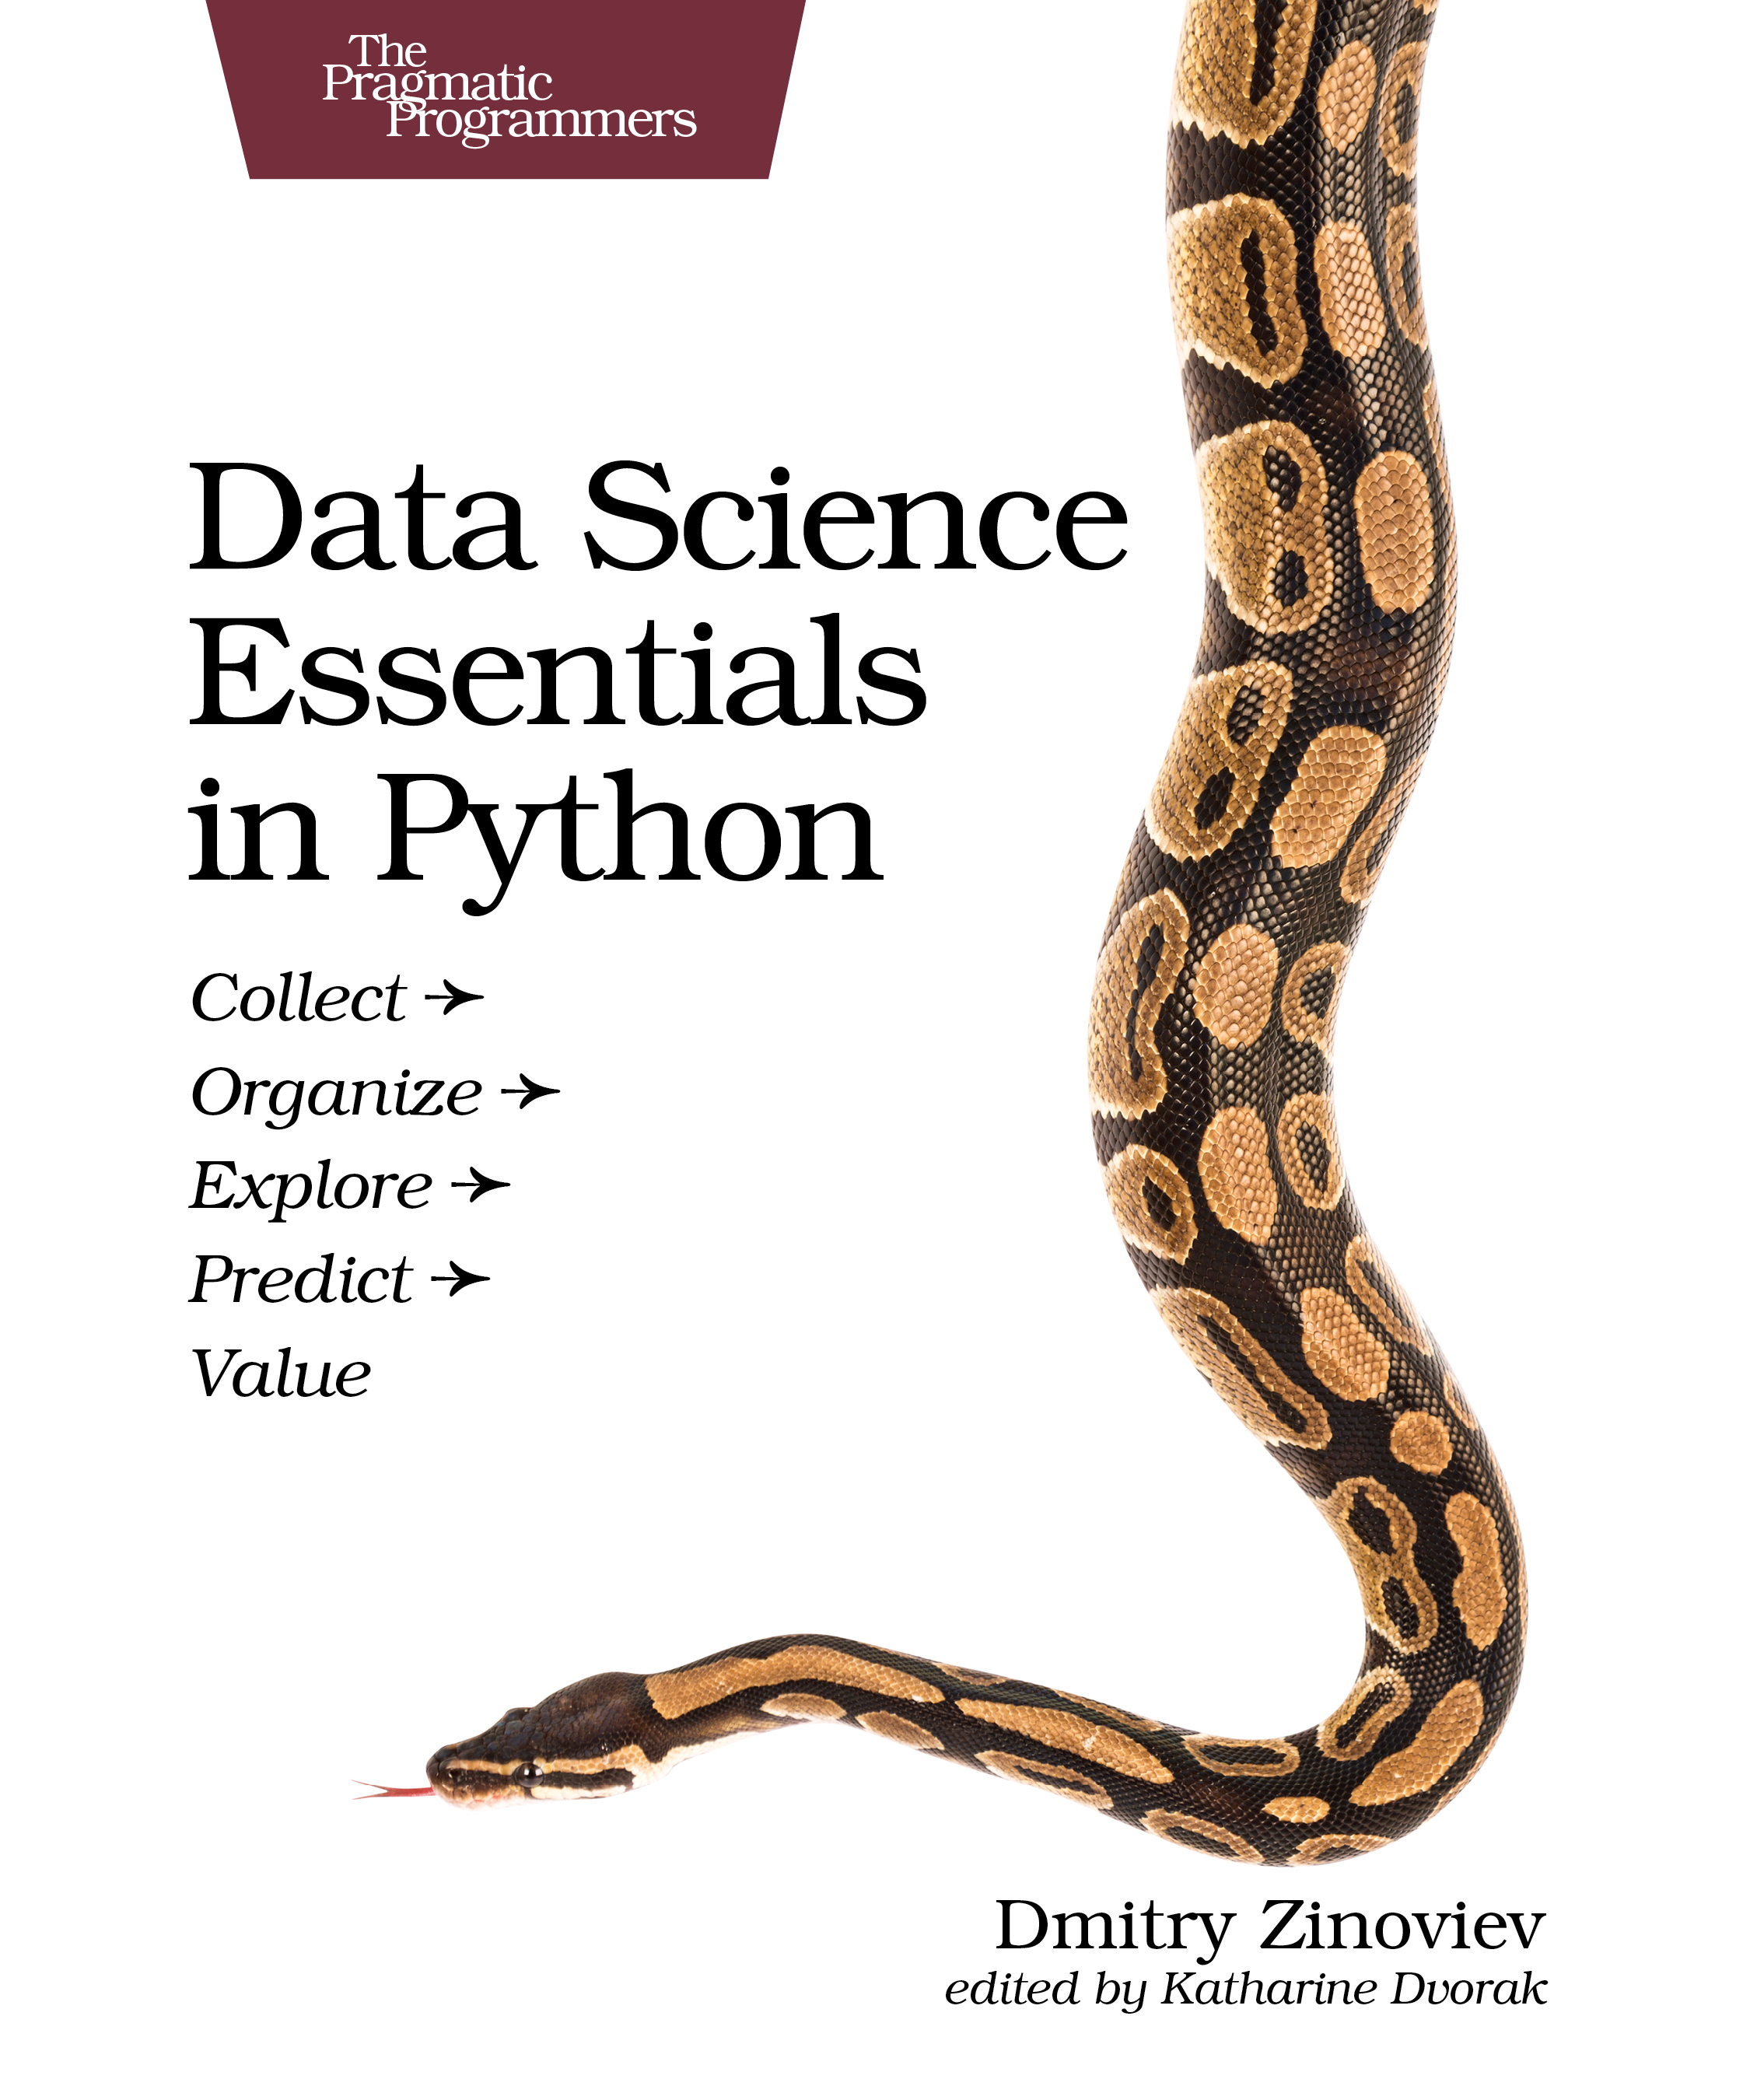 The
Pragmatic
Programmers
Data Science
Essentials
in Python
Collect →
Organize →
Explore →
Predict →
Value
Dmitry Zinoviev
edited by Katharine Dvorak